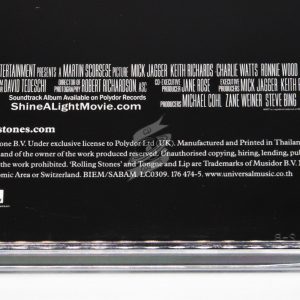 TERTAINMENT PRESENTS A MARTIN SCORSESE PICTURE MICK JAGGER KEITH RICHARDS CHARLIE WATTS RONNIE WOOD
DAVID TEDESCHI DIRECTOR OF PHOTOGRAPHY ROBERT RICHARDSON ASC CO-EXECUTIVE PRODUCER JANE ROSE EXECUTIVE PRODUCERS MICK JAGGER KEITH RICHARDS
Soundtrack Album Available on Polydor Records EXECUTIVE PRODUCERS MICHAEL COHL ZANE WEINER STEVE BING
ShineALightMovie.com
stones.com
one B.V. Under exclusive license to Polydor Ltd (UK). Manufactured and Printed in Thailand
and of the owner of the work produced reserved. Unauthorised copying, hiring, lending, pub
the work prohibited. 'Rolling Stones' and Tongue and Lip are Trademarks of Musidor B.V. In
omic Area or Switzerland. BIEM/SABAM. LC0309. 176 474-5. www.universalmusic.co